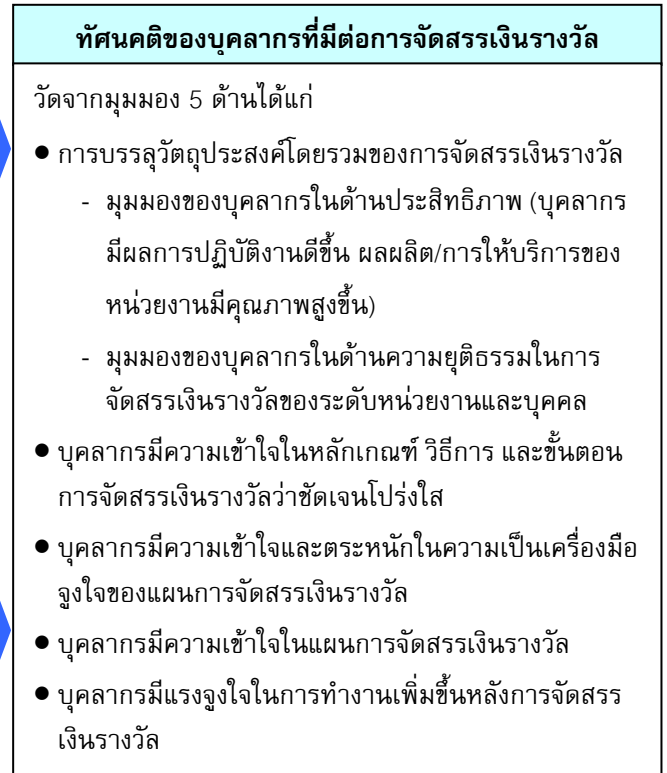 ทัศนคติของบุคลากรที่มีต่อการจัดสรรเงินรางวัล
วัดจากมุมมอง 5 ด้านได้แก่
● การบรรลุวัตถุประสงค์โดยรวมของการจัดสรรเงินรางวัล
- มุมมองของบุคลากรในด้านประสิทธิภาพ (บุคลากร
มีผลการปฏิบัติงานดีขึ้น ผลผลิต/การให้บริการของ
หน่วยงานมีคุณภาพสูงขึ้น)
- มุมมองของบุคลากรในด้านความยุติธรรมในการ
จัดสรรเงินรางวัลของระดับหน่วยงานและบุคคล
● บุคลากรมีความเข้าใจในหลักเกณฑ์ วิธีการ และขั้นตอน
การจัดสรรเงินรางวัลว่าชัดเจนโปร่งใส
● บุคลากรมีความเข้าใจและตระหนักในความเป็นเครื่องมือ
จูงใจของแผนการจัดสรรเงินรางวัล
● บุคลากรมีความเข้าใจในแผนการจัดสรรเงินรางวัล
● บุคลากรมีแรงจูงใจในการทำงานเพิ่มขึ้นหลังการจัดสรร
เงินรางวัล